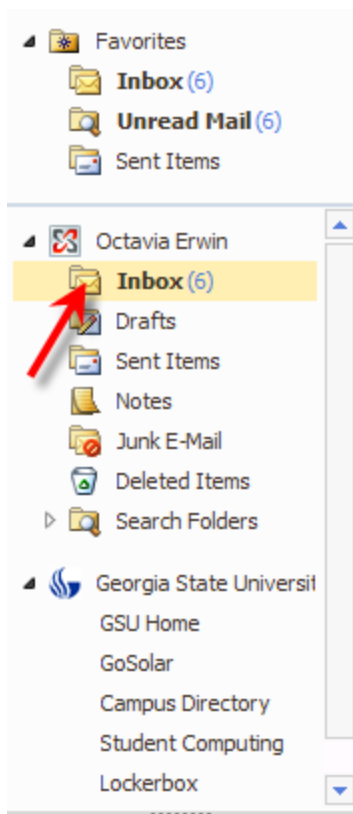 Favorites
Inbox (6)
Unread Mail (6)
Sent Items
Octavia Erwin
Inbox (6)
Drafts
Sent Items
Notes
Junk E-Mail
Deleted Items
Search Folders
Georgia State Universit
GSU Home
GoSolar
Campus Directory
Student Computing
Lockerbox